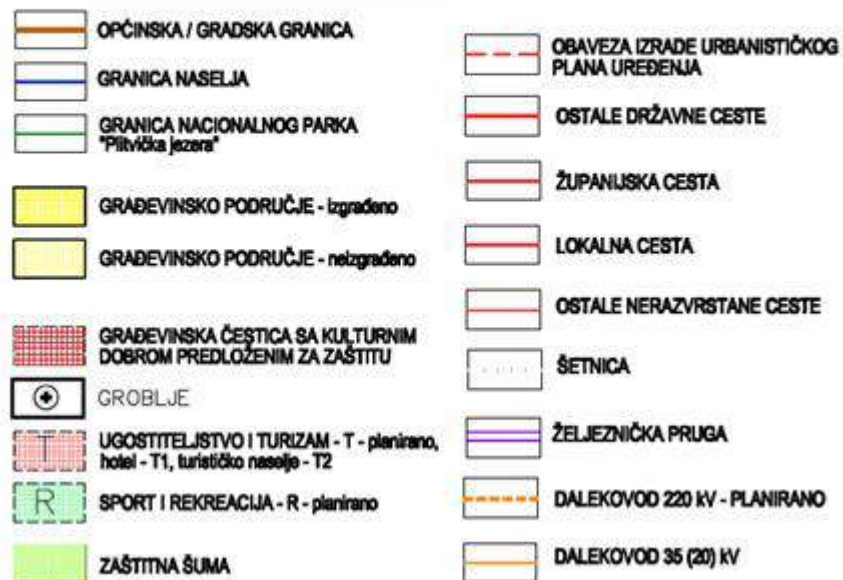 OPĆINSKA / GRADSKA GRANICA
GRANICA NASELJA
GRANICA NACIONALNOG PARKA
"Plitvička jezera"
GRAĐEVINSKO PODRUČJE - izgrađeno
GRAĐEVINSKO PODRUČJE - neizgrađeno
GRAĐEVINSKA ČESTICA SA KULTURNIM
DOBROM PREDLOŽENIM ZA ZAŠTITU
GROBLJE
T
UGOSTITELJSTVO I TURIZAM - T - planirano,
hotel - T1, turističko naselje - T2
R
SPORT I REKREACIJA - R - planirano
ZAŠTITNA ŠUMA
OBAVEZA IZRADE URBANISTIČKOG
PLANA UREĐENJA
OSTALE DRŽAVNE CESTE
ŽUPANIJSKA CESTA
LOKALNA CESTA
OSTALE NERAZVRSTANE CESTE
ŠETNICA
ŽELJEZNIČKA PRUGA
DALEKOVOD 220 kV - PLANIRANO
DALEKOVOD 35 (20) kV